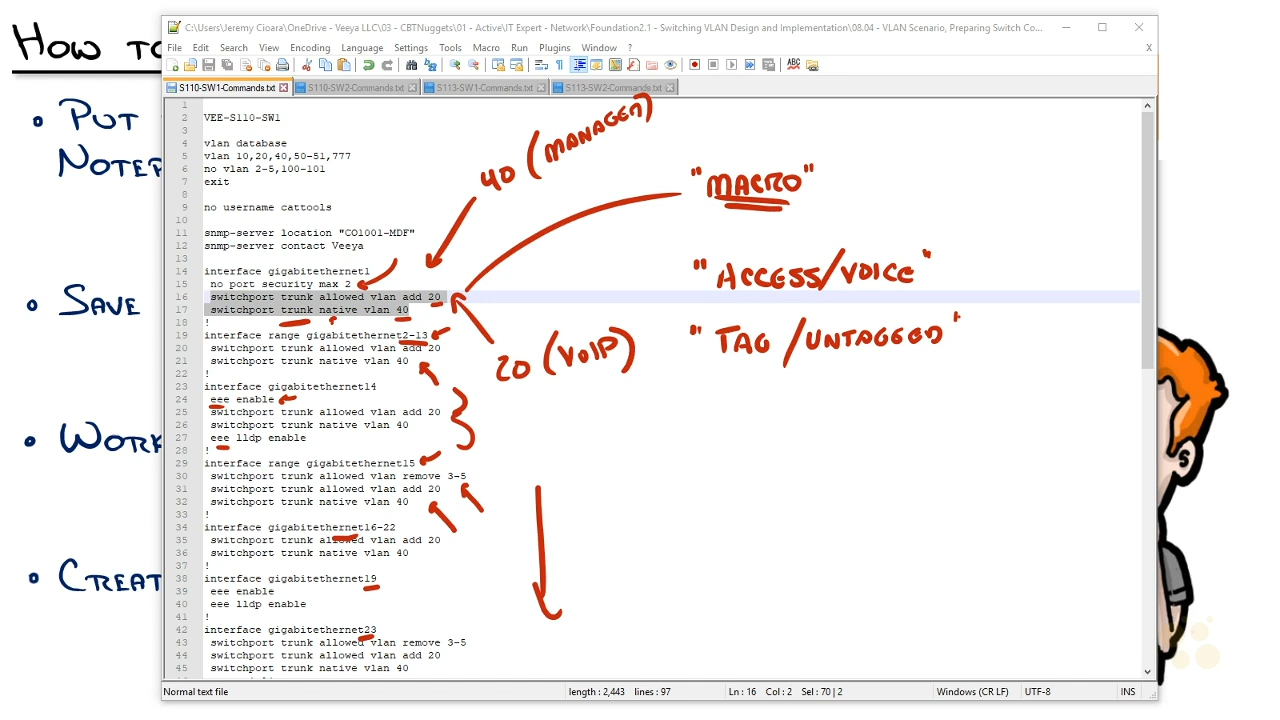 How to
• Put
Notep
• Save
• Work
• Creat
C:\Users\Jeremy Cioara\OneDrive - Veeya LLC\03 - CBTNuggets\01 - Active\IT Expert - Network\Foundation2.1 - Switching VLAN Design and Implementation\08.04 - VLAN Scenario, Preparing Switch Co...
File Edit Search View Encoding Language Settings Tools Macro Run Plugins Window ? X
S110-SW1-Commands.txt S110-SW2-Commands.txt S113-SW1-Commands.txt S113-SW2-Commands.txt
1
2 VEE-S110-SW1
3
4 vlan database
5 vlan 10,20,40,50-51,777
6 no vlan 2-5,100-101
7 exit
8
9 no username cattools
10
11 snmp-server location "CO1001-MDF"
12 snmp-server contact Veeya
13
14 interface gigabitethernet1
15 no port security max 2
16 switchport trunk allowed vlan add 20
17 switchport trunk native vlan 40
18 !
19 interface range gigabitethernet2-13
20 switchport trunk allowed vlan add 20
21 switchport trunk native vlan 40
22 !
23 interface gigabitethernet14
24 eee enable
25 switchport trunk allowed vlan add 20
26 switchport trunk native vlan 40
27 eee lldp enable
28 !
29 interface range gigabitethernet15
30 switchport trunk allowed vlan remove 3-5
31 switchport trunk allowed vlan add 20
32 switchport trunk native vlan 40
33 !
34 interface gigabitethernet16-22
35 switchport trunk allowed vlan add 20
36 switchport trunk native vlan 40
37 !
38 interface gigabitethernet19
39 eee enable
40 eee lldp enable
41 !
42 interface gigabitethernet23
43 switchport trunk allowed vlan remove 3-5
44 switchport trunk allowed vlan add 20
45 switchport trunk native vlan 40
40 (Managed)
"Macro"
"Access/Voice"
"Tag/Untagged"
20 (VoIP)
Normal text file length : 2,443 lines : 97 Ln : 16 Col : 2 Sel : 70 | 2 Windows (CR LF) UTF-8 INS